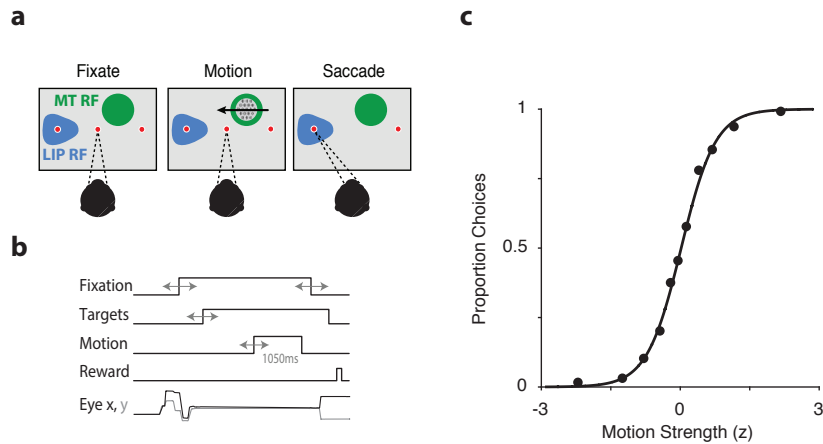 a
Fixate Motion Saccade
MT RF
LIP RF
b
Fixation
Targets
Motion
1050ms
Reward
Eye x, y
c
Proportion Choices
1
0.5
0
-3 0 3
Motion Strength (z)